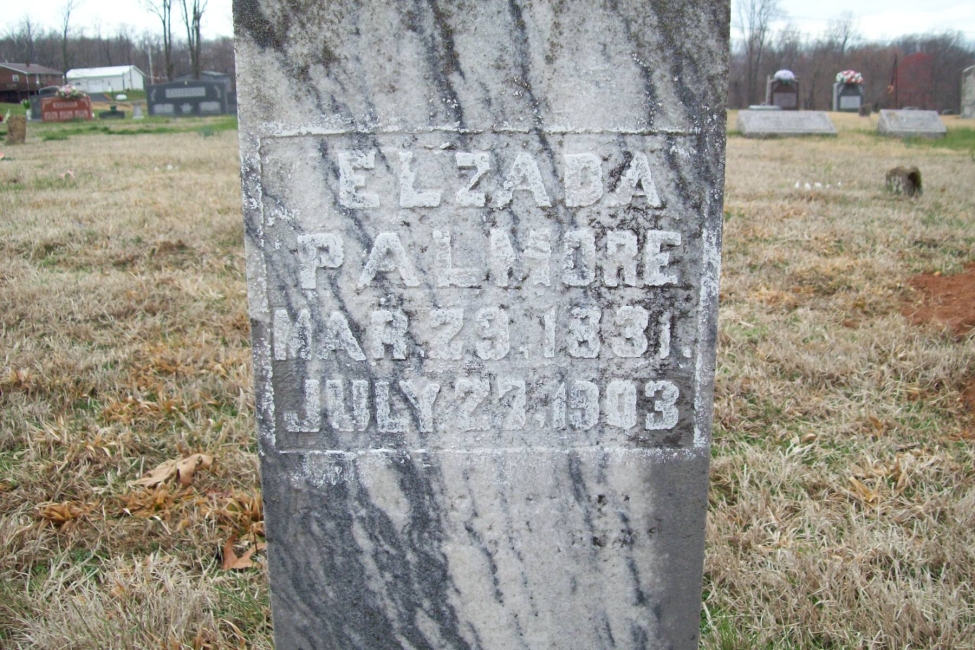 ELZADA
PALMORE
MAR. 29. 1831.
JULY 22. 1903